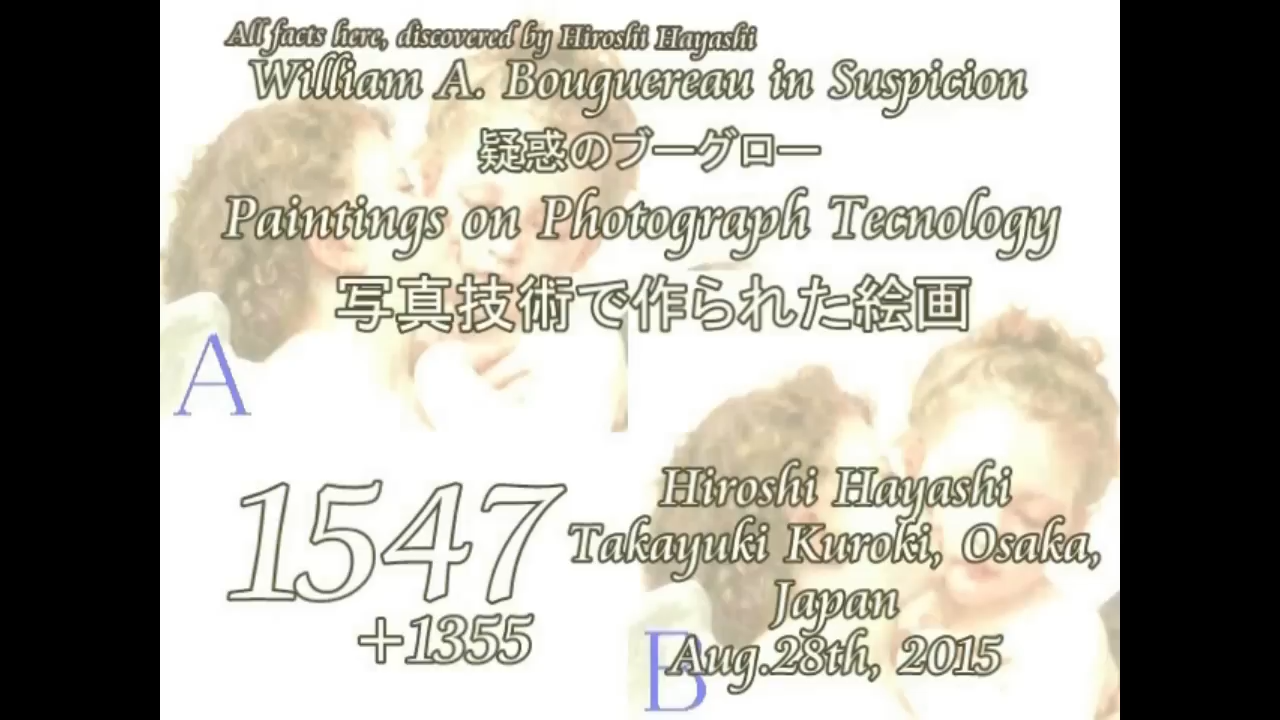 All facts here, discovered by Hiroshi Hayashi
William A. Bouguereau in Suspicion
疑惑のブーグロー
Paintings on Photograph Tecnology
写真技術で作られた絵画
A
1547
+1355
Hiroshi Hayashi
Takayuki Kuroki, Osaka,
Japan
Aug.28th, 2015
B